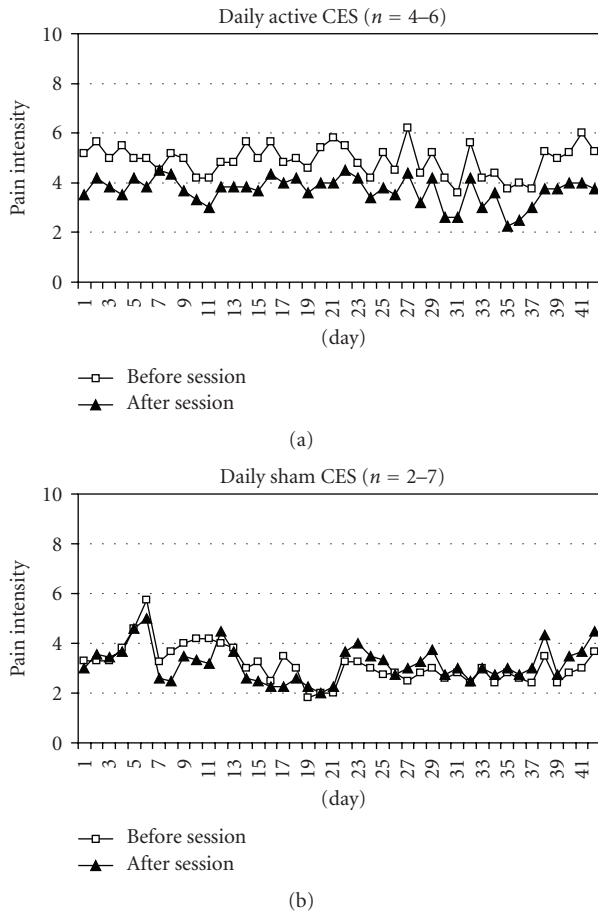 Daily active CES (n = 4–6)
10
8
6
4
2
0
Pain intensity
1 3 5 7 9 11 13 15 17 19 21 23 25 27 29 31 33 35 37 39 41
(day)
Before session
After session
(a)
Daily sham CES (n = 2–7)
10
8
6
4
2
0
Pain intensity
1 3 5 7 9 11 13 15 17 19 21 23 25 27 29 31 33 35 37 39 41
(day)
Before session
After session
(b)